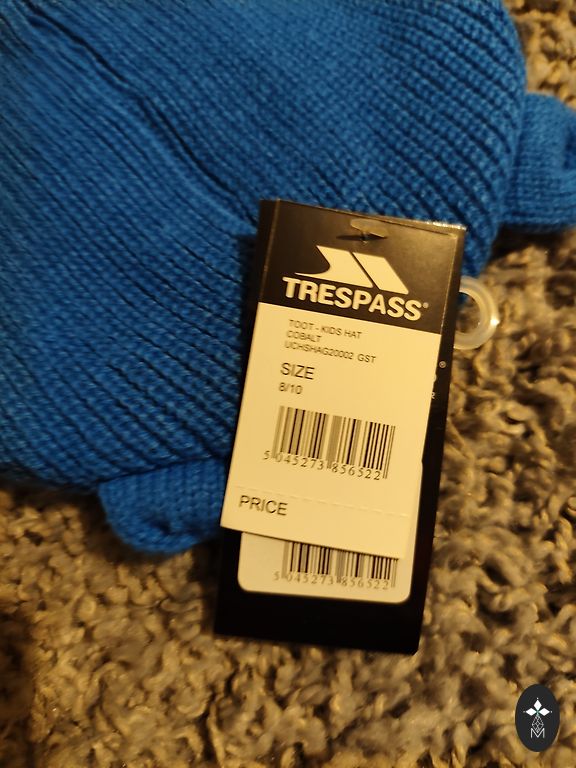 TRESPASS®
TOOT - KIDS HAT
COBALT
UCHSHAG20002 GST
SIZE
8/10
5 045273 856522
PRICE
5 045273 856522
M